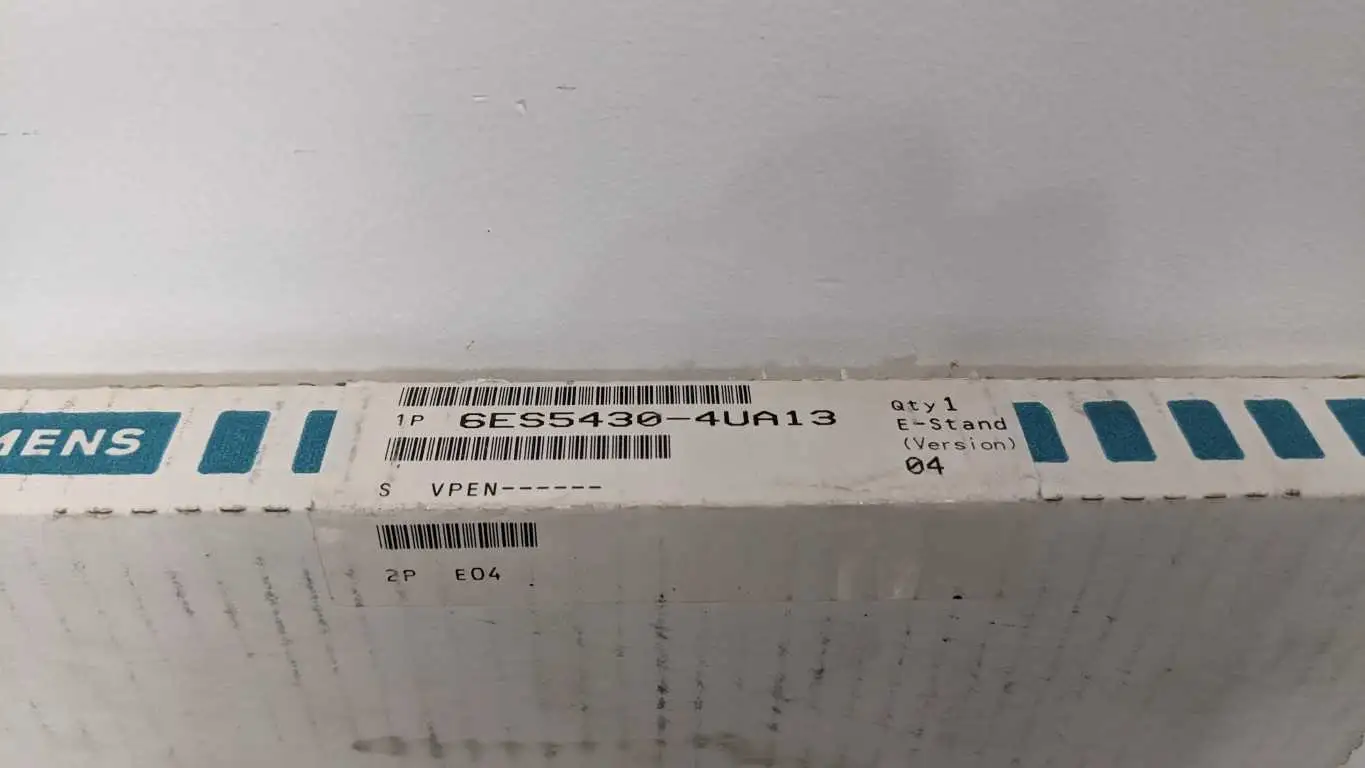 MENS
1P 6ES5430-4UA13
S VPEN------
2P E04
Qty 1
E-Stand
(Version)
04